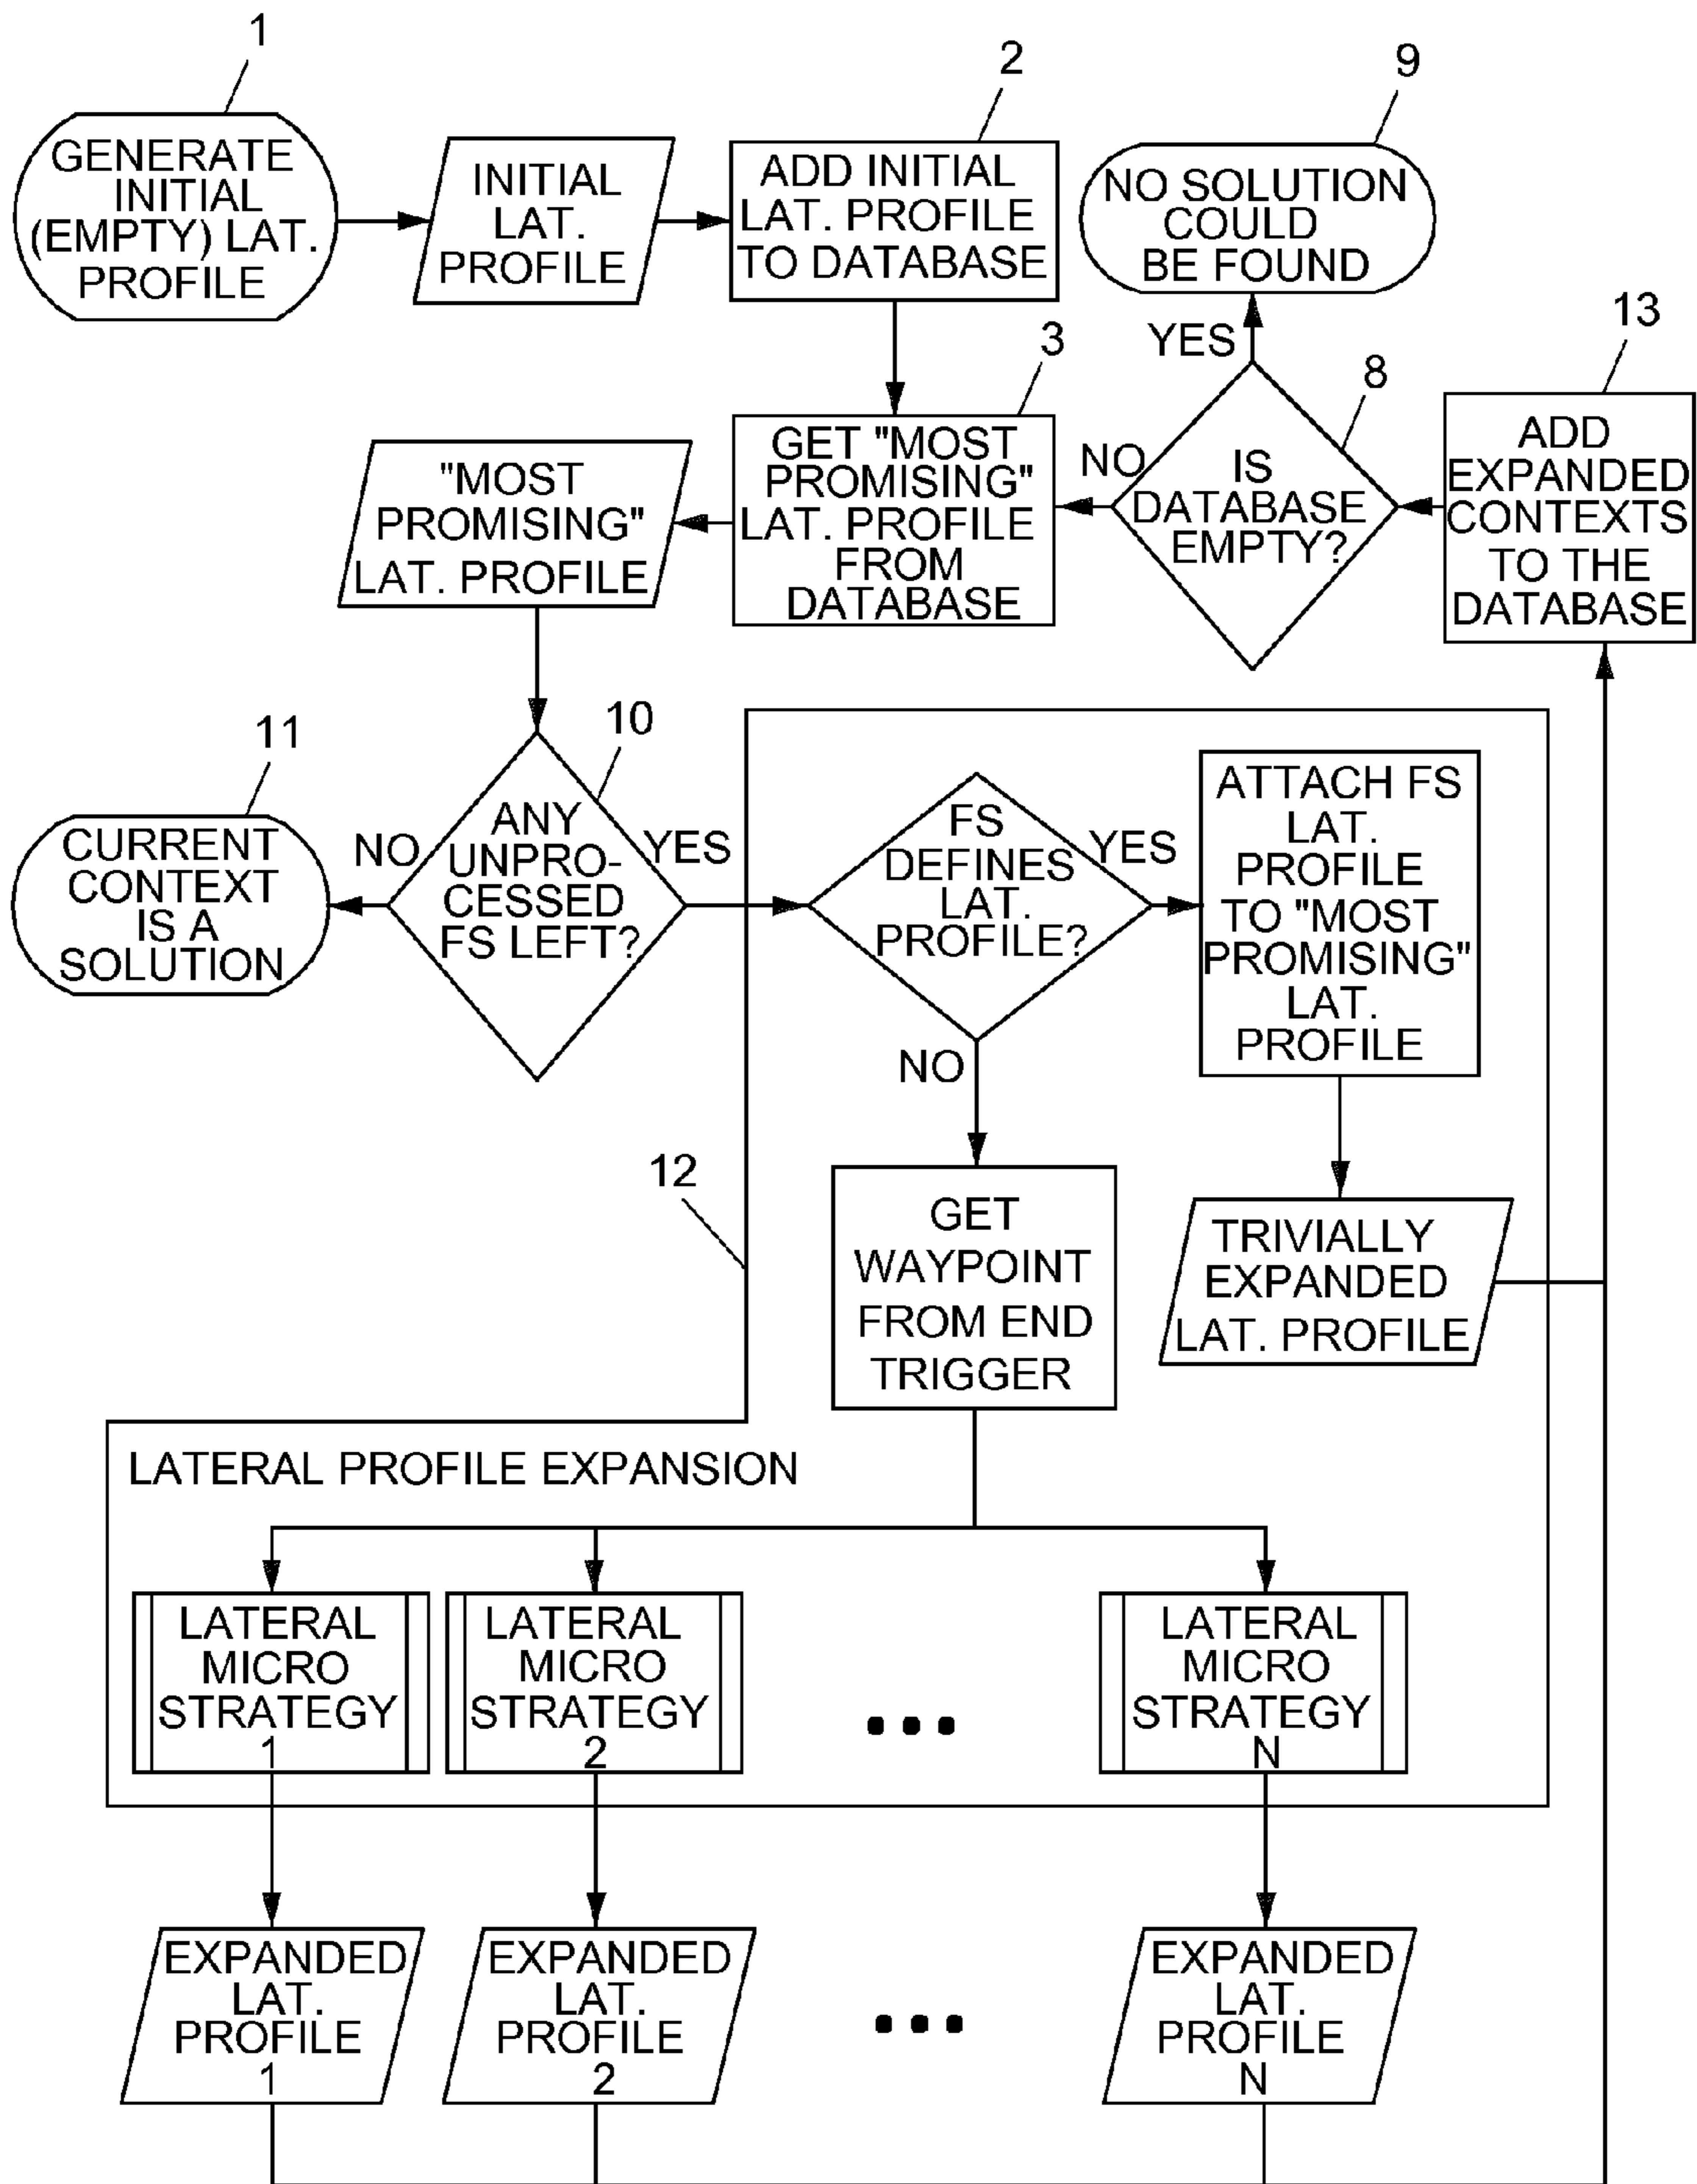 1
GENERATE
INITIAL
(EMPTY) LAT.
PROFILE
INITIAL
LAT.
PROFILE
2
ADD INITIAL
LAT. PROFILE
TO DATABASE
9
NO SOLUTION
COULD
BE FOUND
YES
13
ADD
EXPANDED
CONTEXTS
TO THE
DATABASE
8
IS
DATABASE
EMPTY?
NO
3
GET "MOST
PROMISING"
LAT. PROFILE
FROM
DATABASE
"MOST
PROMISING"
LAT. PROFILE
10
ANY
UNPRO-
CESSED
FS LEFT?
NO
11
CURRENT
CONTEXT
IS A
SOLUTION
YES
FS
DEFINES
LAT.
PROFILE?
YES
ATTACH FS
LAT.
PROFILE
TO "MOST
PROMISING"
LAT.
PROFILE
NO
12
GET
WAYPOINT
FROM END
TRIGGER
TRIVIALLY
EXPANDED
LAT. PROFILE
LATERAL PROFILE EXPANSION
LATERAL
MICRO
STRATEGY
1
LATERAL
MICRO
STRATEGY
2
...
LATERAL
MICRO
STRATEGY
N
EXPANDED
LAT.
PROFILE
1
EXPANDED
LAT.
PROFILE
2
...
EXPANDED
LAT.
PROFILE
N